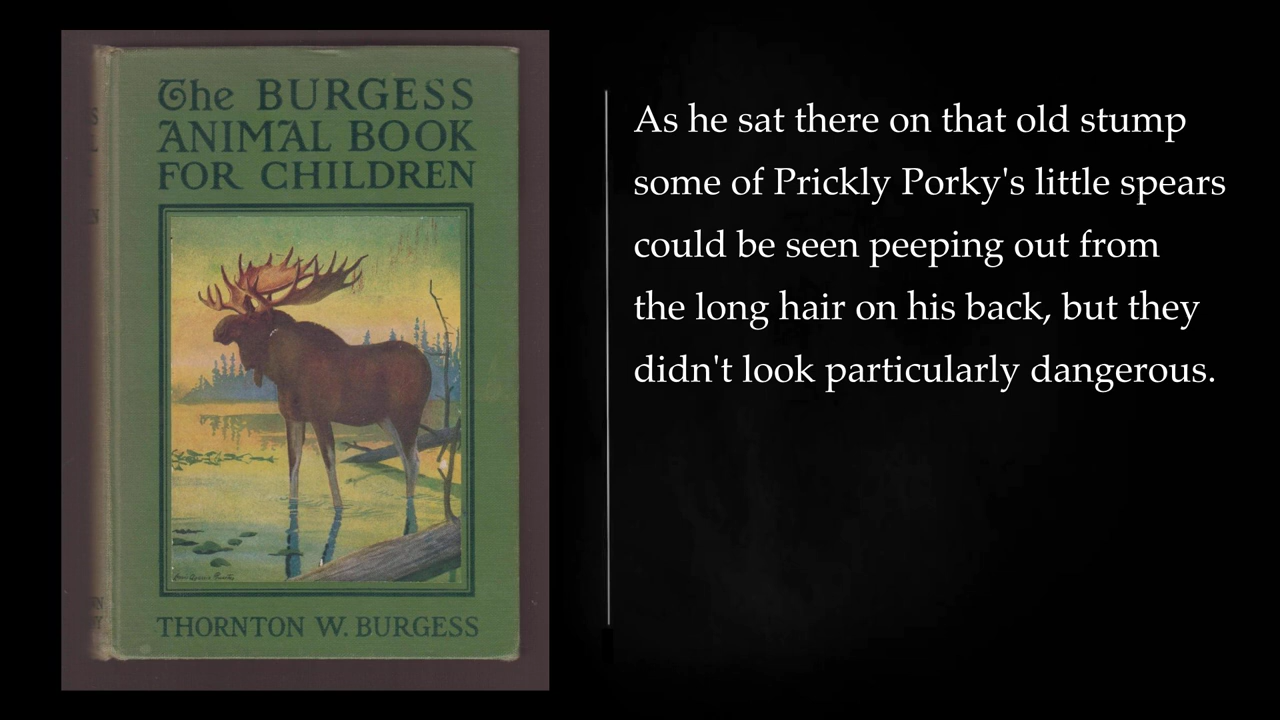 The BURGESS
ANIMAL BOOK
FOR CHILDREN
THORNTON W. BURGESS
As he sat there on that old stump
some of Prickly Porky's little spears
could be seen peeping out from
the long hair on his back, but they
didn't look particularly dangerous.